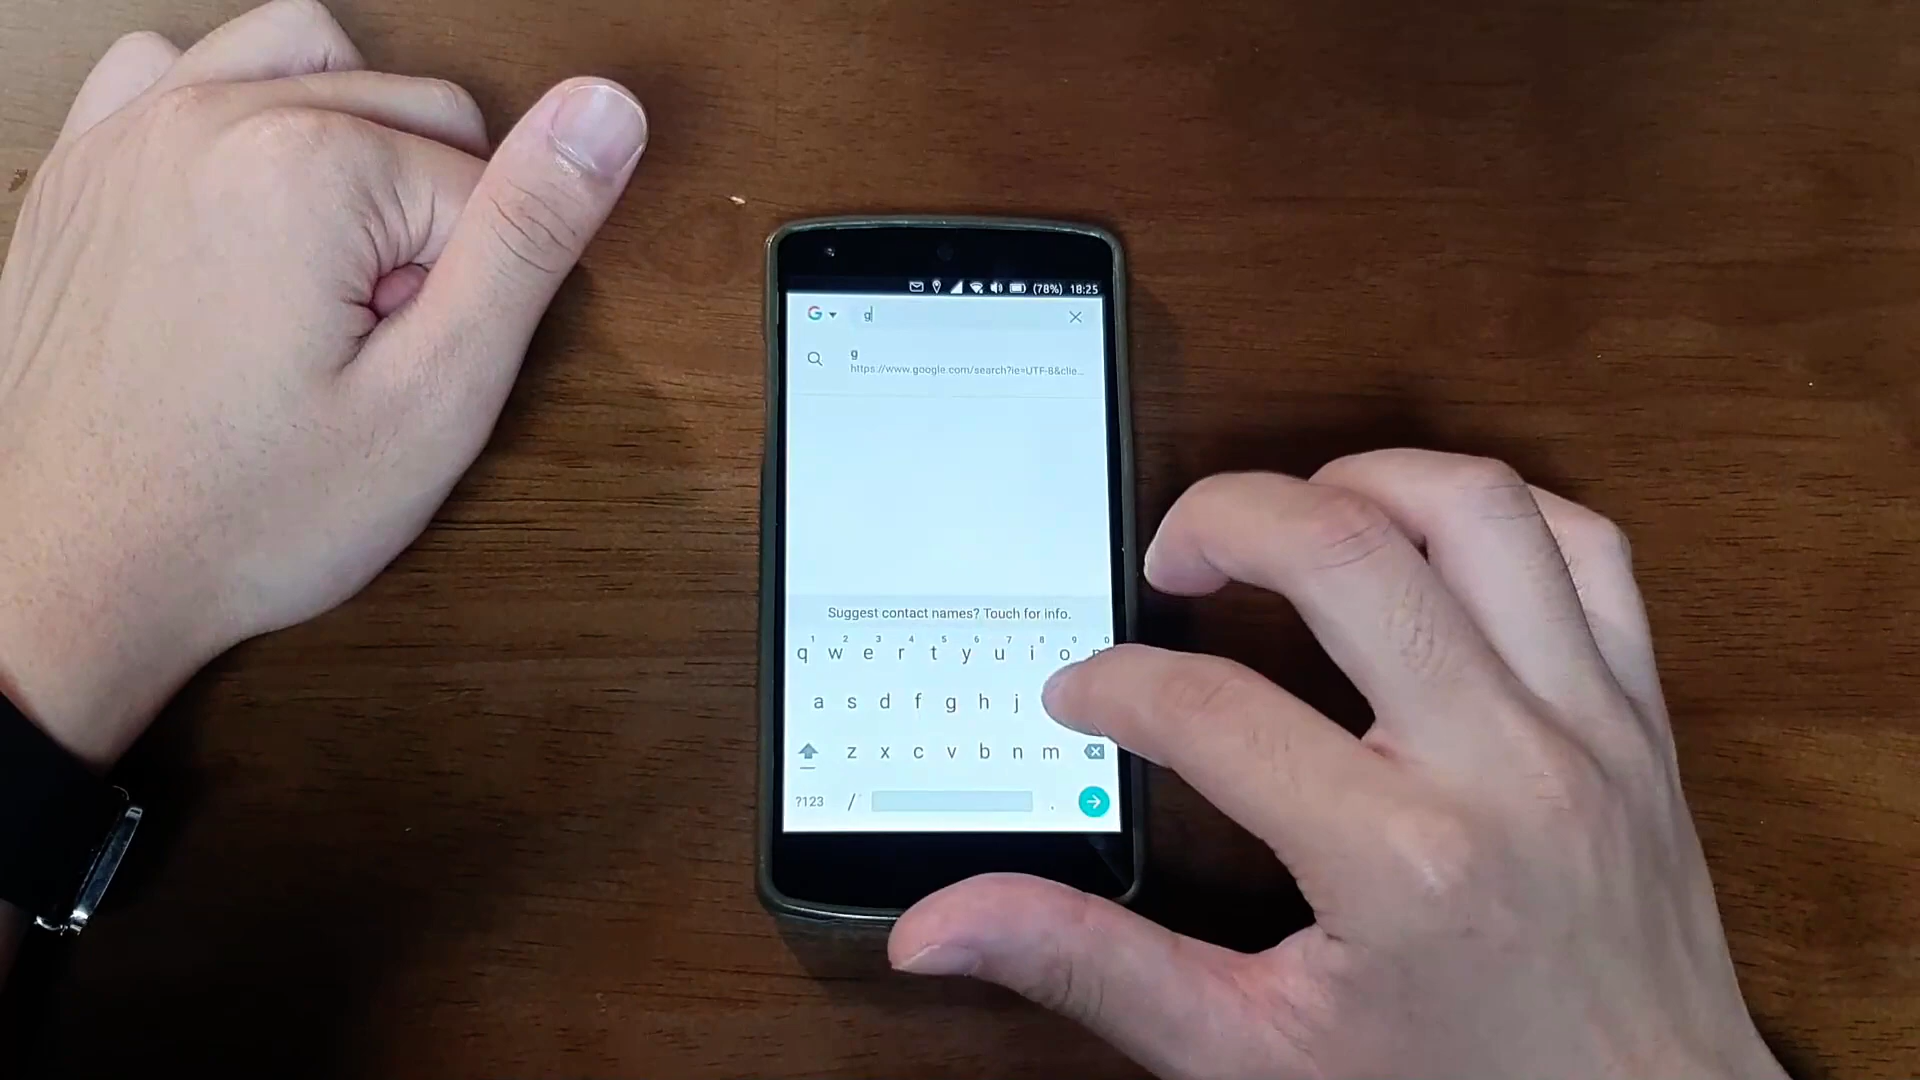 (78%) 18:25
G g
g
https://www.google.com/search?ie=UTF-8&clie...
Suggest contact names? Touch for info.
1 2 3 4 5 6 7 8 9 0
q w e r t y u i o
a s d f g h j
z x c v b n m
?123 / .